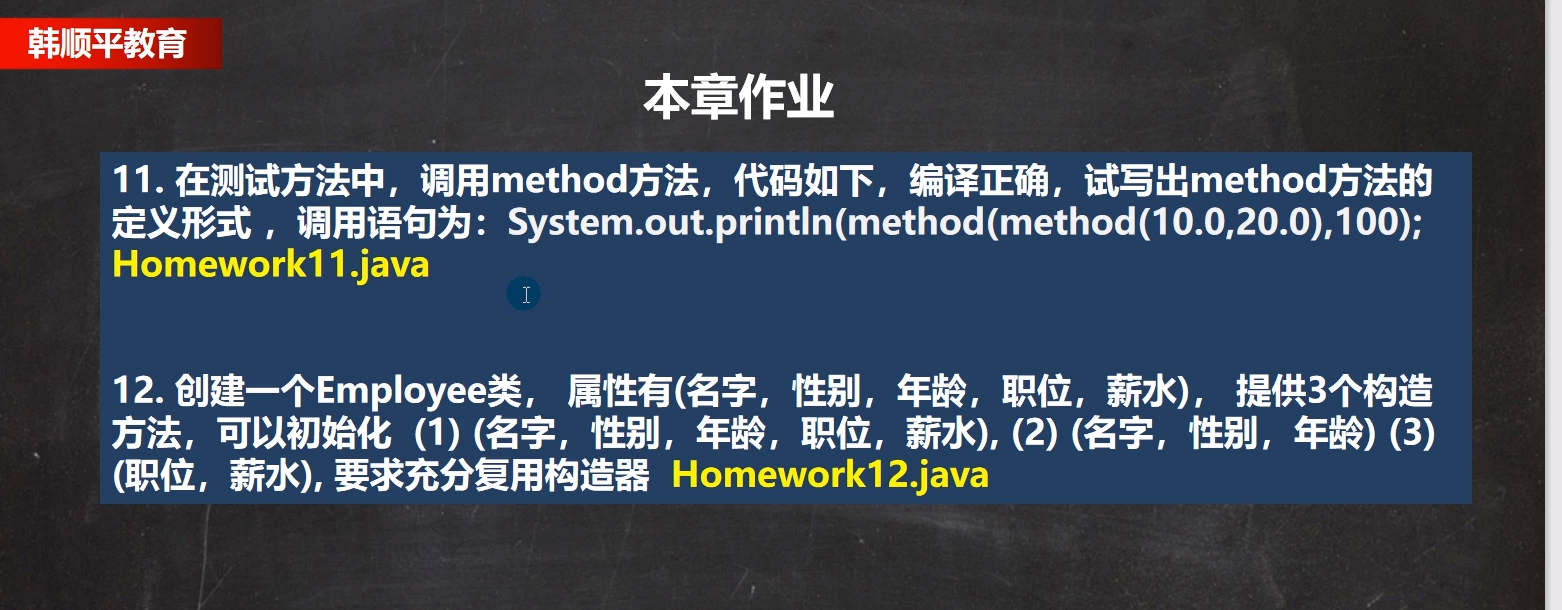 韩顺平教育
本章作业
11. 在测试方法中，调用method方法，代码如下，编译正确，试写出method方法的
定义形式 ，调用语句为：System.out.println(method(method(10.0,20.0),100);
Homework11.java
12. 创建一个Employee类， 属性有(名字，性别，年龄，职位，薪水)， 提供3个构造
方法，可以初始化 (1) (名字，性别，年龄，职位，薪水), (2) (名字，性别，年龄) (3)
(职位，薪水), 要求充分复用构造器 Homework12.java